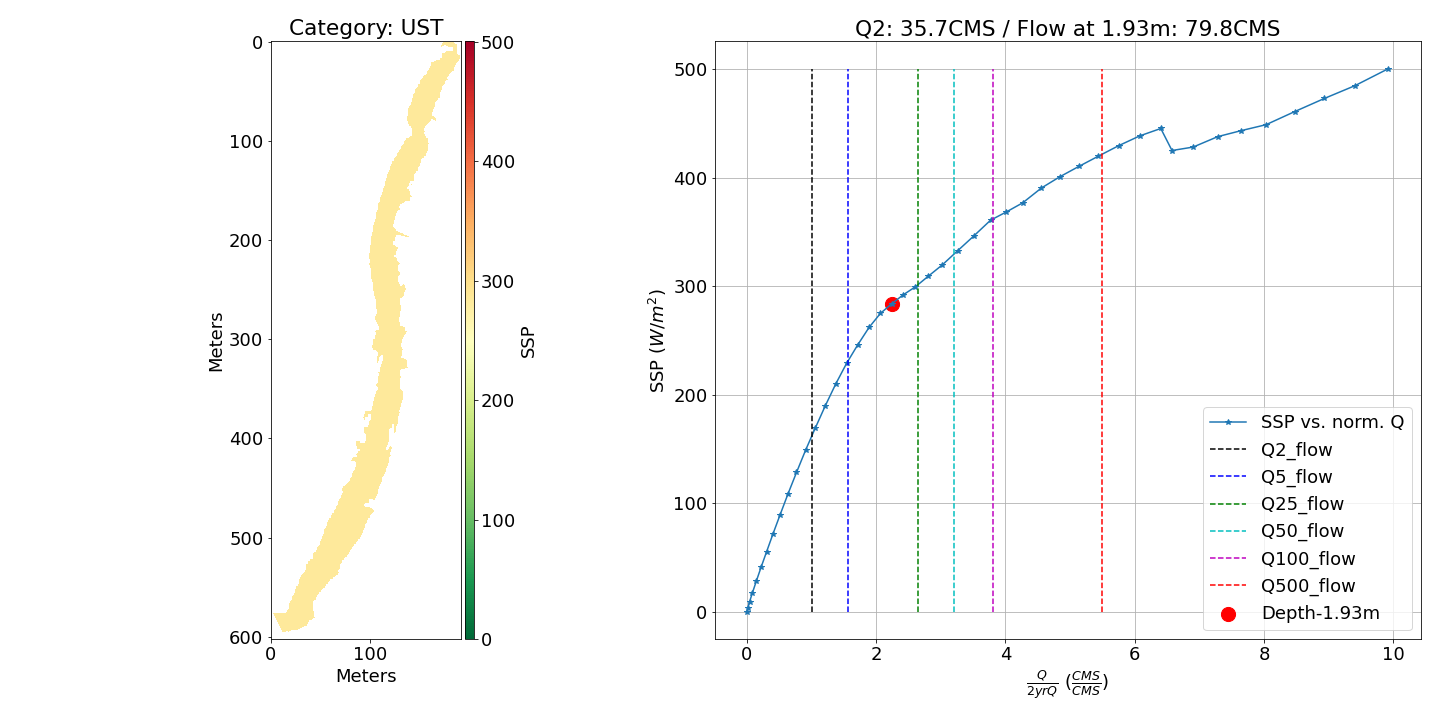 Category: UST
0
100
200
300
400
500
600
Meters
0
100
Meters
500
400
300
200
100
0
SSP
Q2: 35.7CMS / Flow at 1.93m: 79.8CMS
500
400
300
200
100
0
SSP (W/m²)
0
2
4
6
8
10
Q/2yrQ (CMS/CMS)
SSP vs. norm. Q
Q2_flow
Q5_flow
Q25_flow
Q50_flow
Q100_flow
Q500_flow
Depth-1.93m